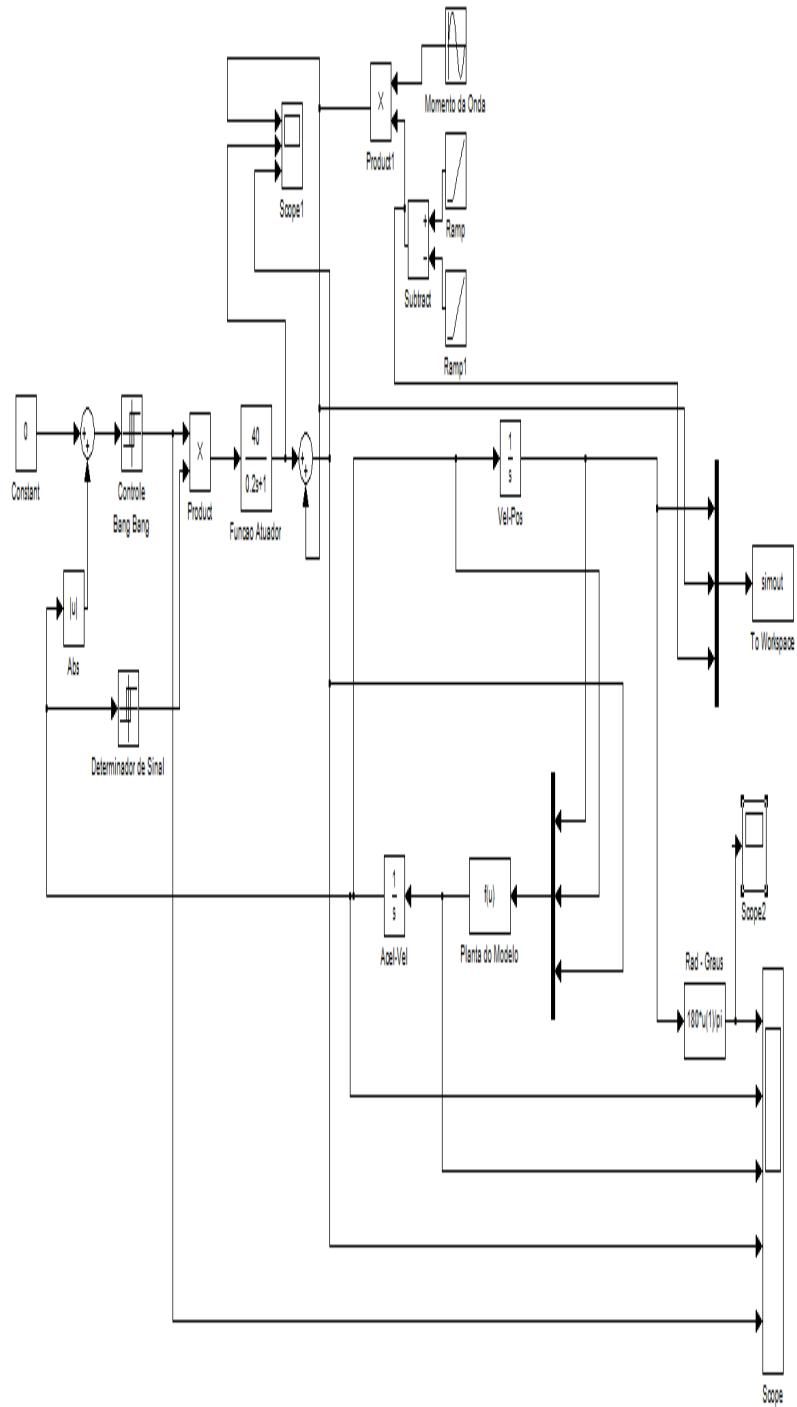 Momento da Onda
X
Product1
Scope1
+
-
Ramp
Subtract
Ramp1
0
Constant
+
+
Controle
Bang Bang
X
Product
40
0.2s+1
Funcao Atuador
+
+
1
s
Vel-Pos
simout
To Workspace
|u|
Abs
Determinador de Sinal
1
s
Acel-Vel
f(u)
Planta do Modelo
Scope2
Rad - Graus
180*u(1)/pi
Scope